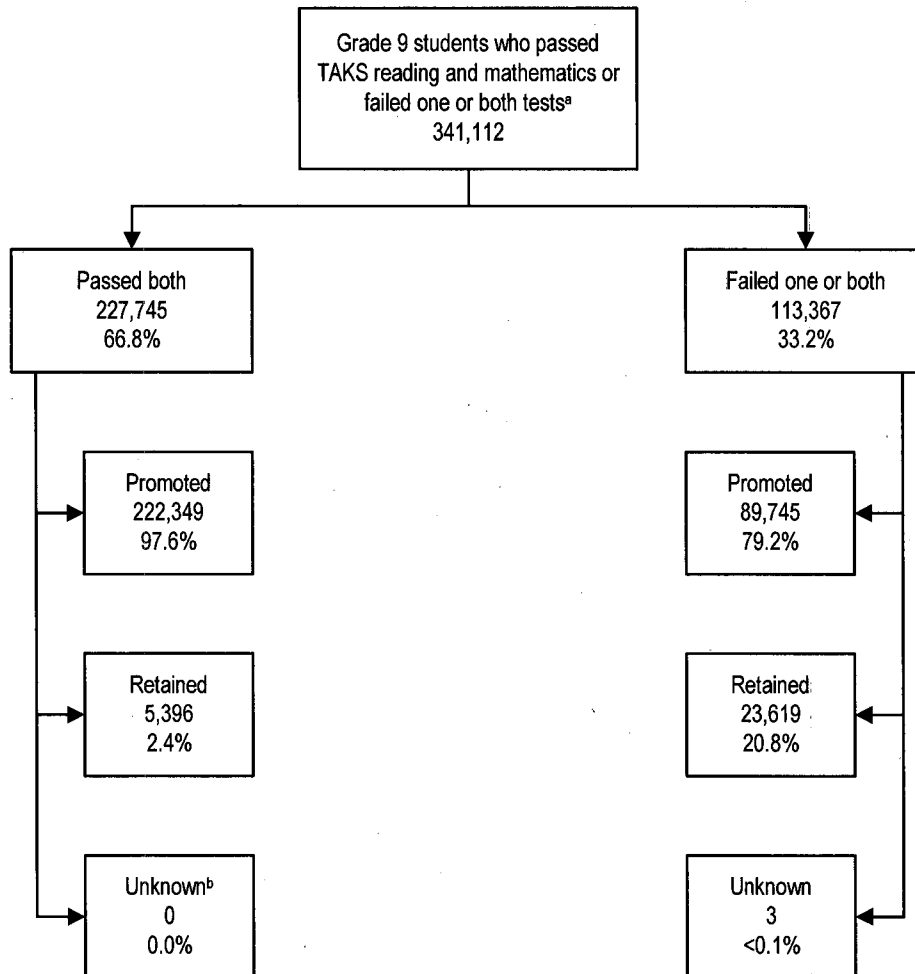 Grade 9 students who passed
TAKS reading and mathematics or
failed one or both testsᵃ
341,112
Passed both
227,745
66.8%
Failed one or both
113,367
33.2%
Promoted
222,349
97.6%
Promoted
89,745
79.2%
Retained
5,396
2.4%
Retained
23,619
20.8%
Unknownᵇ
0
0.0%
Unknown
3
<0.1%